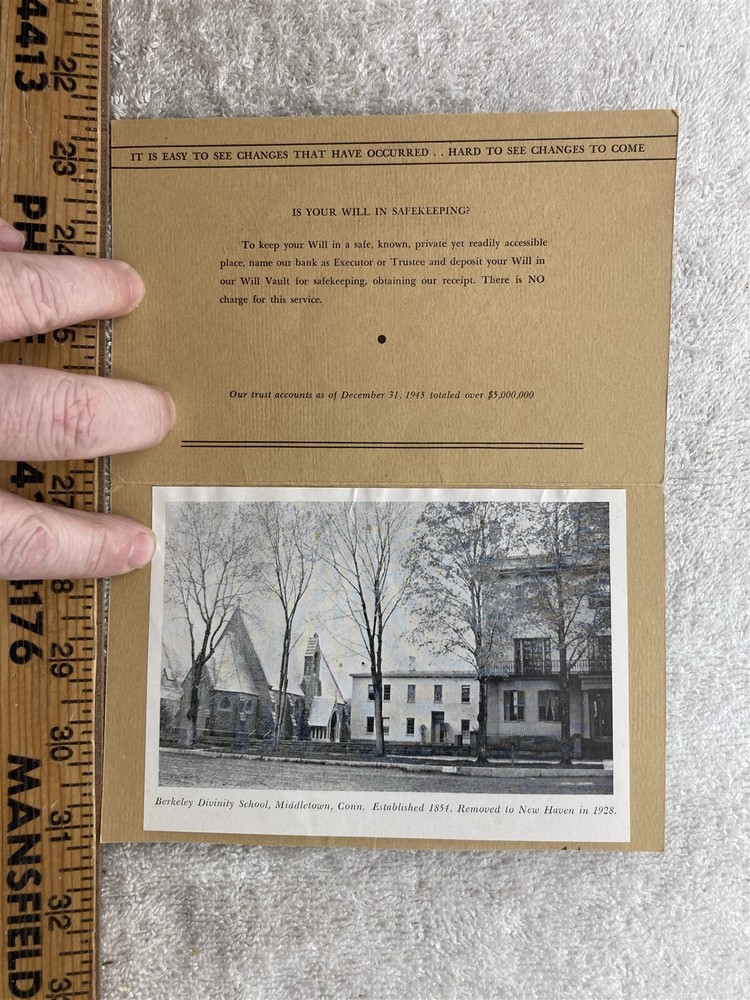 IT IS EASY TO SEE CHANGES THAT HAVE OCCURRED . . HARD TO SEE CHANGES TO COME
IS YOUR WILL IN SAFEKEEPING?
To keep your Will in a safe, known, private yet readily accessible
place, name our bank as Executor or Trustee and deposit your Will in
our Will Vault for safekeeping, obtaining our receipt. There is NO
charge for this service.
Our trust accounts as of December 31, 1945 totaled over $5,000,000
Berkeley Divinity School, Middletown, Conn. Established 1854. Removed to New Haven in 1928.
4413
22
23
24
27
28
29
30
31
32
4176
MANSFIELD